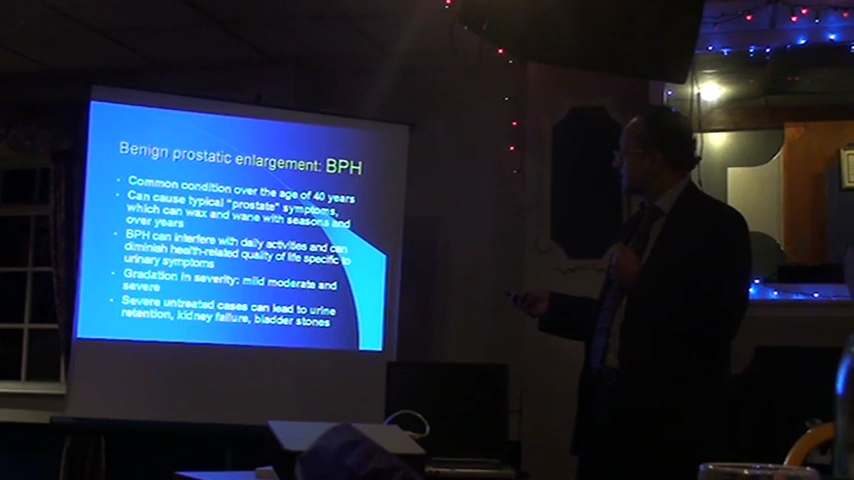 Benign prostatic enlargement: BPH
Common condition over the age of 40 years
Can cause typical "prostate" symptoms,
which can wax and wane with seasons and
over years
BPH can interfere with daily activities and can
diminish health-related quality of life specific to
urinary symptoms
Gradation in severity: mild moderate and
severe
Severe untreated cases can lead to urine
retention, kidney failure, bladder stones